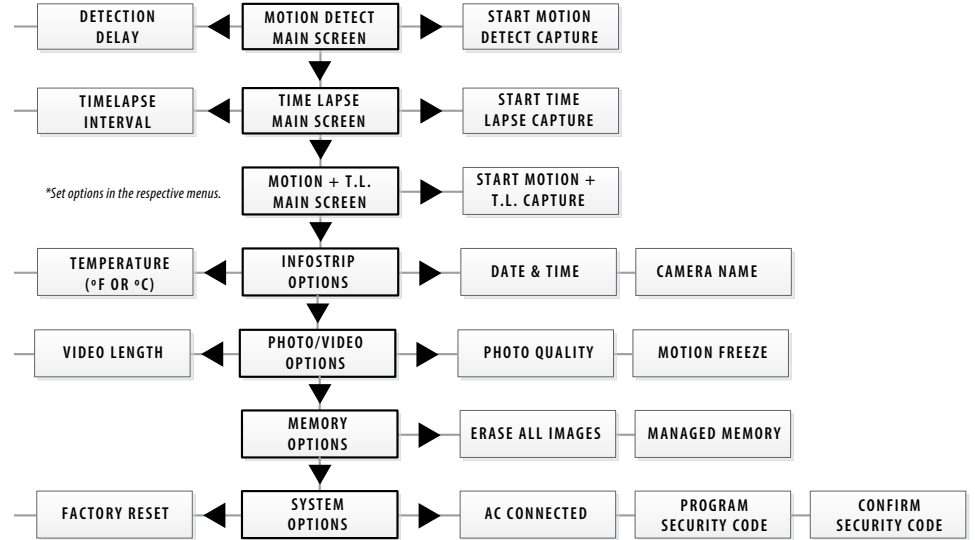 DETECTION
DELAY
MOTION DETECT
MAIN SCREEN
START MOTION
DETECT CAPTURE
TIMELAPSE
INTERVAL
TIME LAPSE
MAIN SCREEN
START TIME
LAPSE CAPTURE
*Set options in the respective menus.
MOTION + T.L.
MAIN SCREEN
START MOTION +
T.L. CAPTURE
TEMPERATURE
(ºF OR ºC)
INFOSTRIP
OPTIONS
DATE & TIME
CAMERA NAME
VIDEO LENGTH
PHOTO/VIDEO
OPTIONS
PHOTO QUALITY
MOTION FREEZE
MEMORY
OPTIONS
ERASE ALL IMAGES
MANAGED MEMORY
FACTORY RESET
SYSTEM
OPTIONS
AC CONNECTED
PROGRAM
SECURITY CODE
CONFIRM
SECURITY CODE